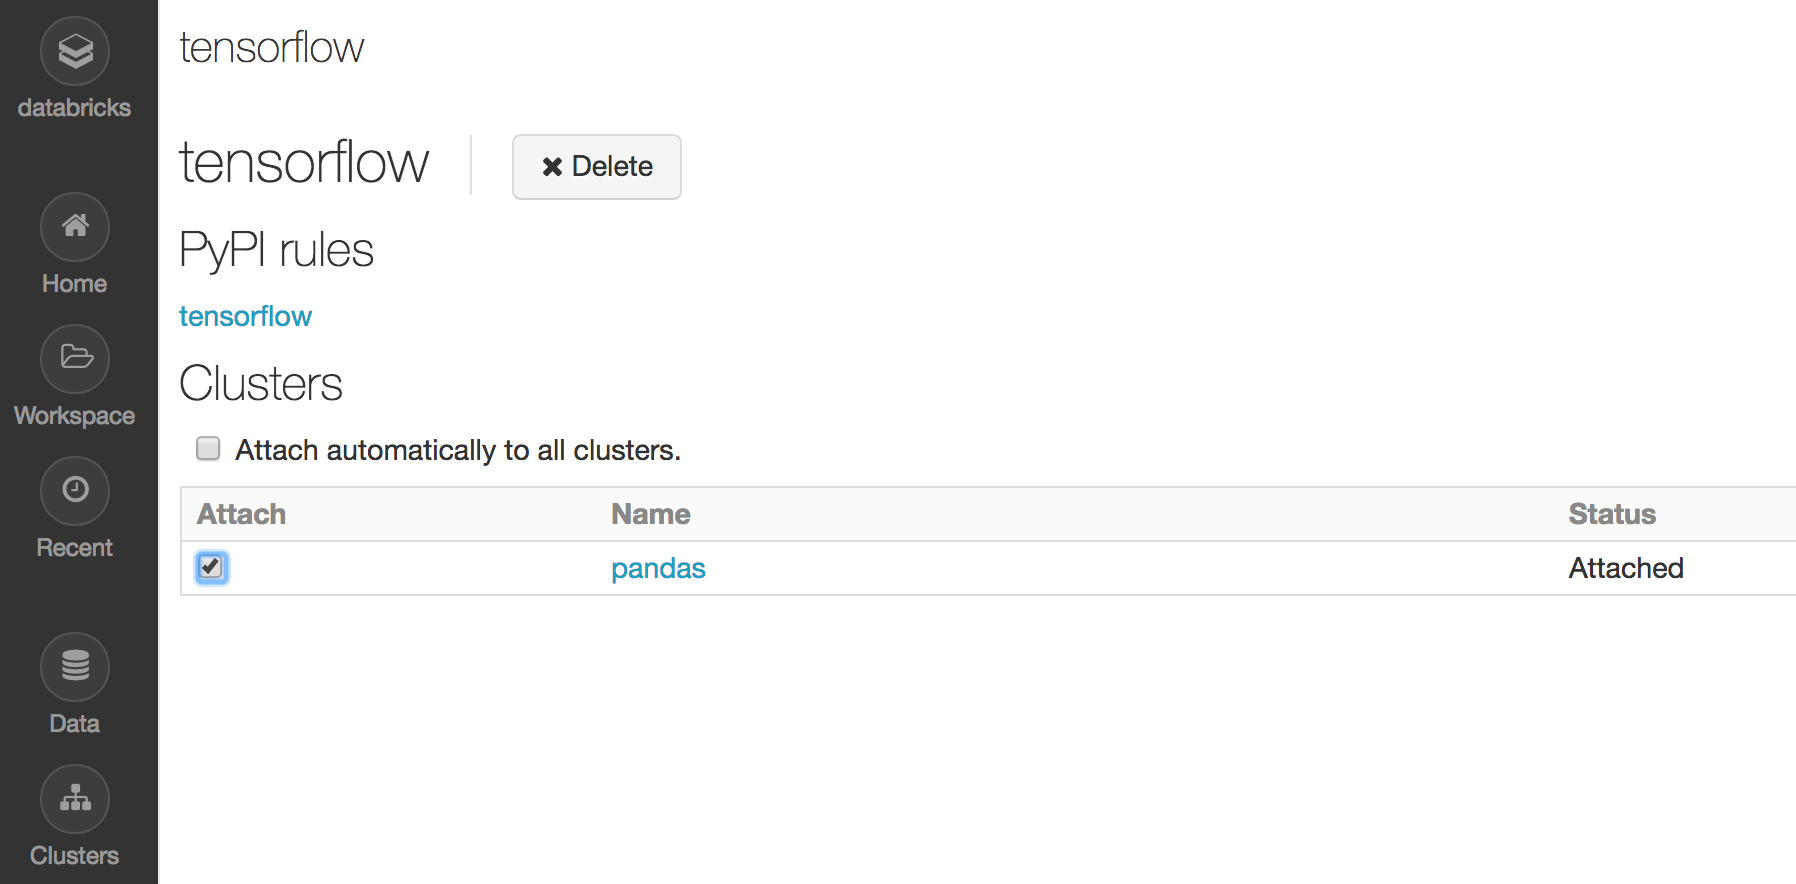 databricks
Home
Workspace
Recent
Data
Clusters
tensorflow
tensorflow
Delete
PyPI rules
tensorflow
Clusters
Attach automatically to all clusters.
Attach Name Status
pandas Attached